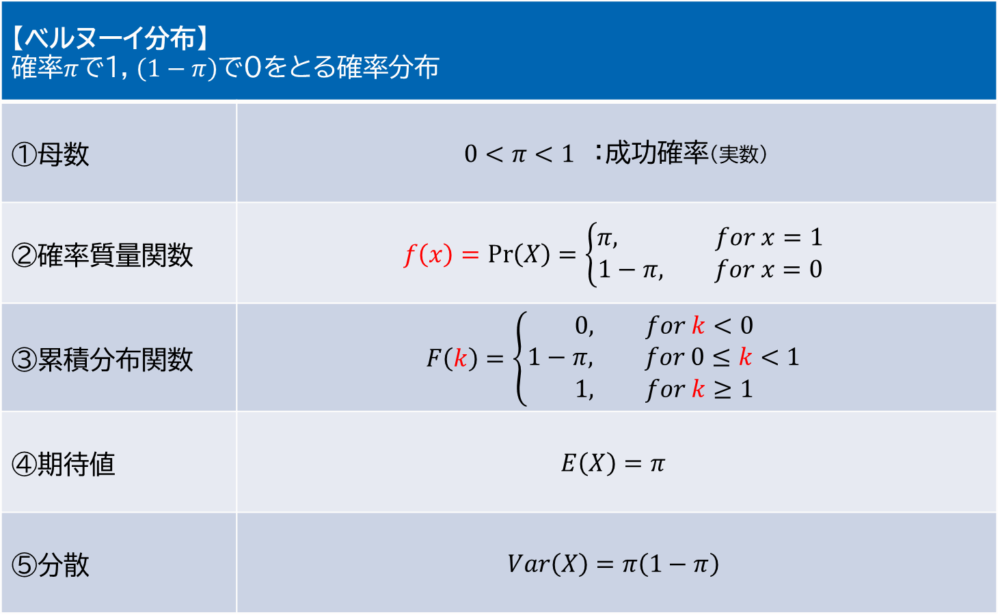 【ベルヌーイ分布】
確率πで1, (1 − π)で0をとる確率分布
①母数
0 < π < 1 ：成功確率(実数)
②確率質量関数
f(x) = Pr(X) = { π, for x = 1
1 − π, for x = 0
③累積分布関数
F(k) = { 0, for k < 0
1 − π, for 0 ≤ k < 1
1, for k ≥ 1
④期待値
E(X) = π
⑤分散
Var(X) = π(1 − π)